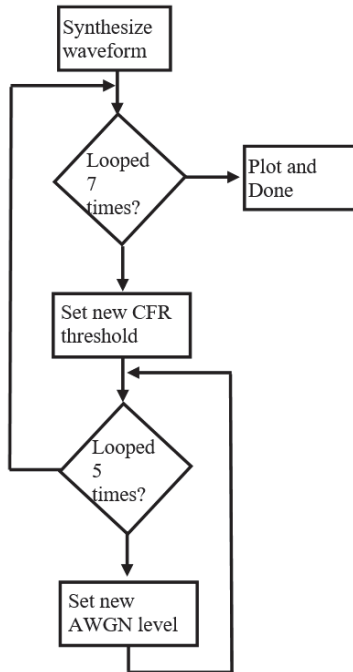 Synthesize
waveform
Looped
7
times?
Plot and
Done
Set new CFR
threshold
Looped
5
times?
Set new
AWGN level